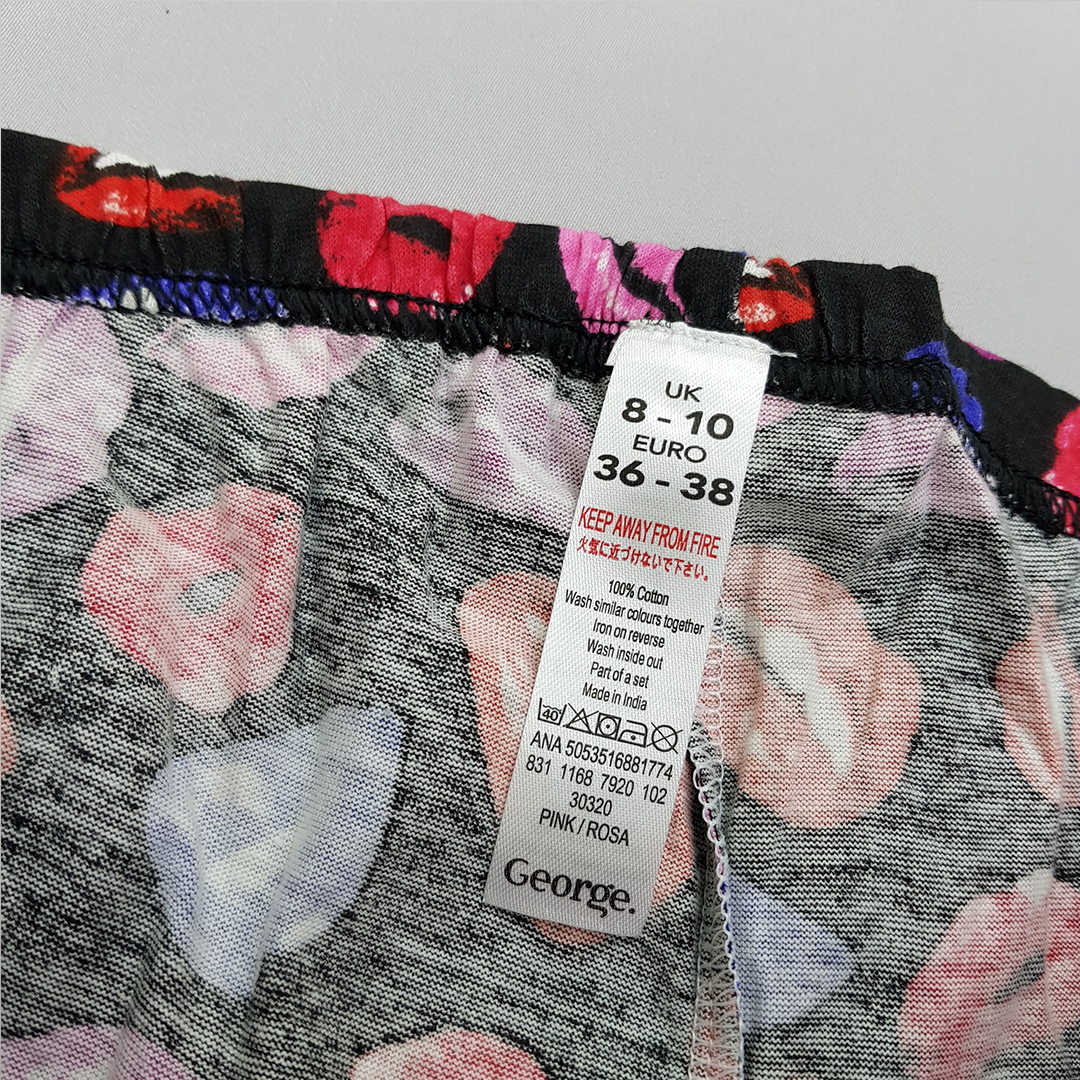 UK
8 - 10
EURO
36 - 38
KEEP AWAY FROM FIRE
火気に近づけないで下さい。
100% Cotton
Wash similar colours together
Iron on reverse
Wash inside out
Part of a set
Made in India
40
ANA 5053516881774
831 1168 7920 102
30320
PINK / ROSA
George.